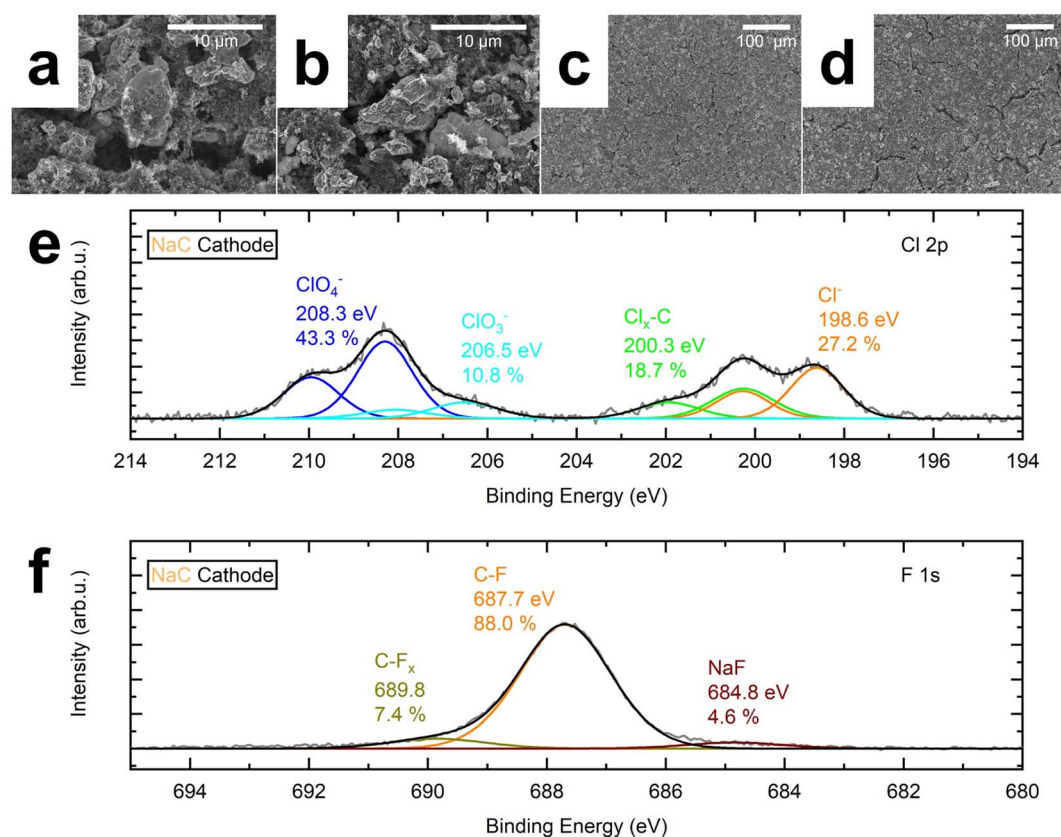 a
10 µm
b
10 µm
c
100 µm
d
100 µm
e
NaC Cathode
Cl 2p
ClO₄⁻
208.3 eV
43.3 %
ClO₃⁻
206.5 eV
10.8 %
Clₓ-C
200.3 eV
18.7 %
Cl⁻
198.6 eV
27.2 %
Intensity (arb.u.)
214 212 210 208 206 204 202 200 198 196 194
Binding Energy (eV)
f
NaC Cathode
F 1s
C-F
687.7 eV
88.0 %
C-Fₓ
689.8
7.4 %
NaF
684.8 eV
4.6 %
Intensity (arb.u.)
694 692 690 688 686 684 682 680
Binding Energy (eV)